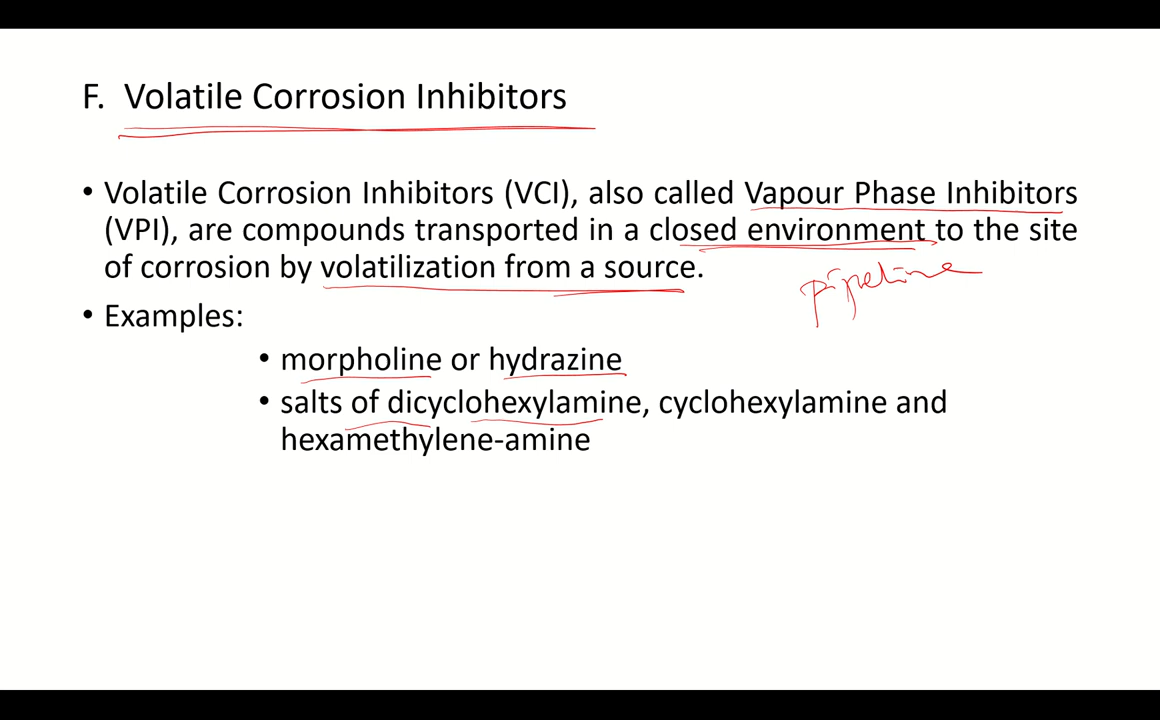 F. Volatile Corrosion Inhibitors
• Volatile Corrosion Inhibitors (VCI), also called Vapour Phase Inhibitors
(VPI), are compounds transported in a closed environment to the site
of corrosion by volatilization from a source.
pipeline
• Examples:
• morpholine or hydrazine
• salts of dicyclohexylamine, cyclohexylamine and
hexamethylene-amine